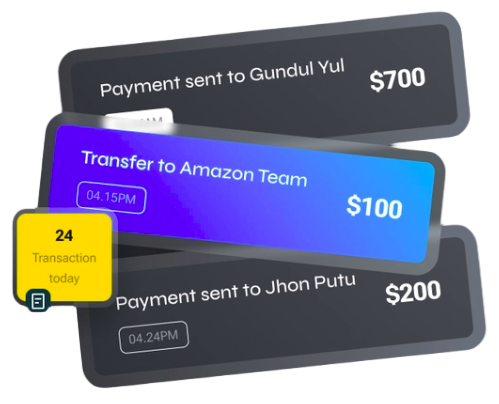 Payment sent to Gundul Yul
$700
Transfer to Amazon Team
04.15PM
$100
24
Transaction
today
Payment sent to Jhon Putu
$200
04.24PM